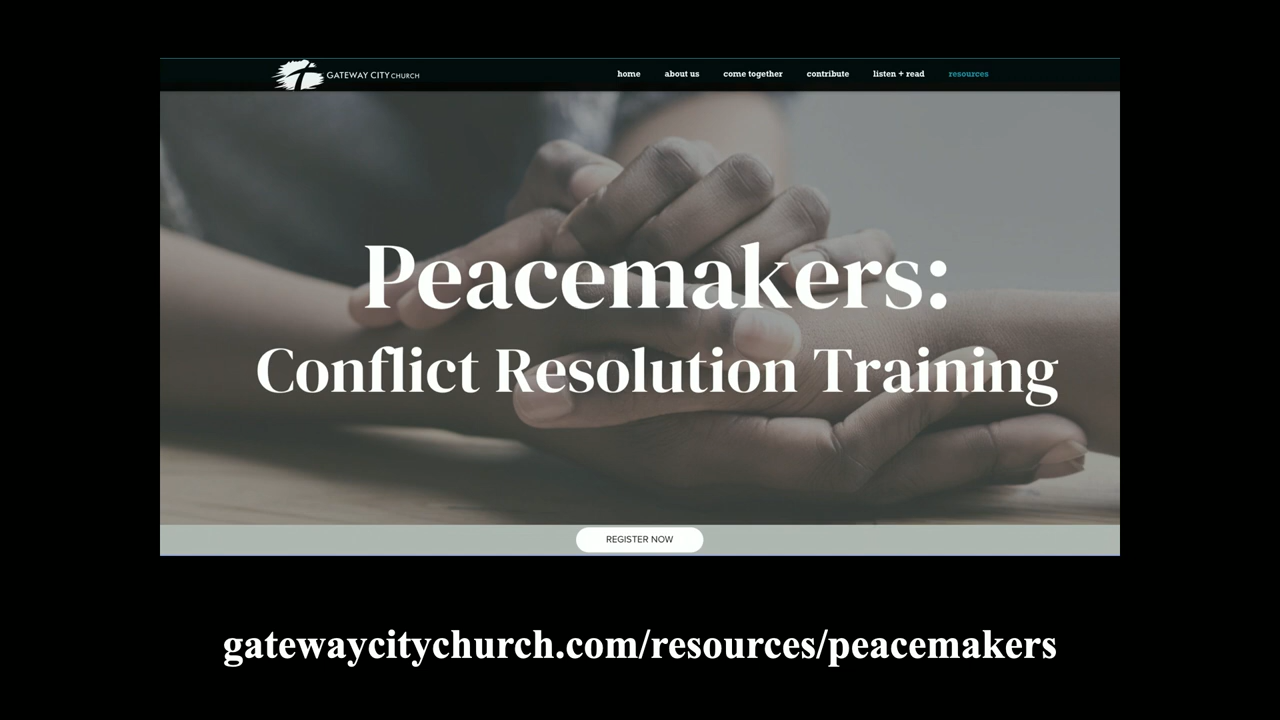 GATEWAY CITY CHURCH
home about us come together contribute listen + read resources
Peacemakers:
Conflict Resolution Training
REGISTER NOW
gatewaycitychurch.com/resources/peacemakers